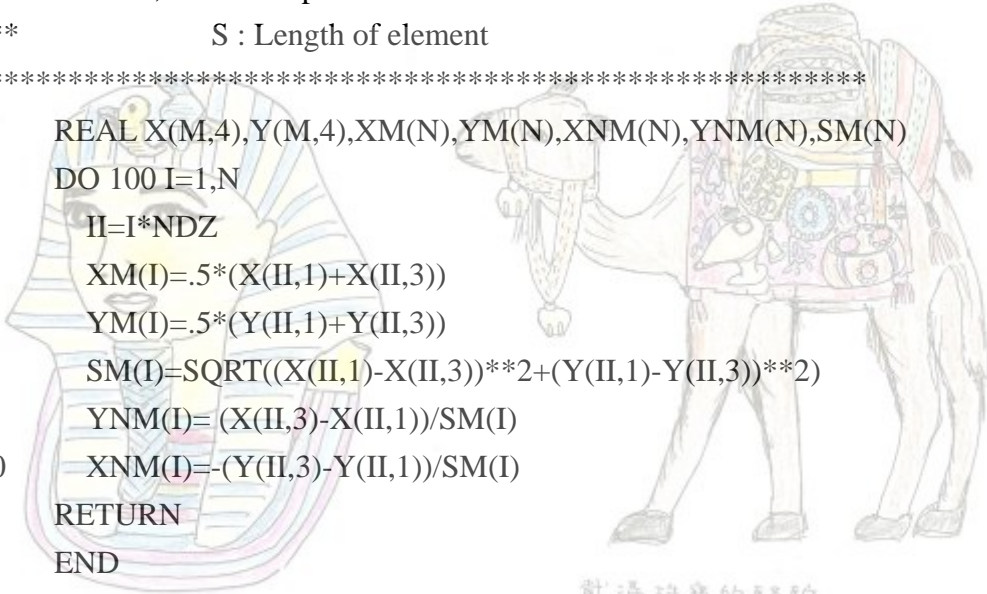 ** S : Length of element
*******************************************************
REAL X(M,4),Y(M,4),XM(N),YM(N),XNM(N),YNM(N),SM(N)
DO 100 I=1,N
II=I*NDZ
XM(I)=.5*(X(II,1)+X(II,3))
YM(I)=.5*(Y(II,1)+Y(II,3))
SM(I)=SQRT((X(II,1)-X(II,3))**2+(Y(II,1)-Y(II,3))**2)
YNM(I)= (X(II,3)-X(II,1))/SM(I)
0 XNM(I)=-(Y(II,3)-Y(II,1))/SM(I)
RETURN
END